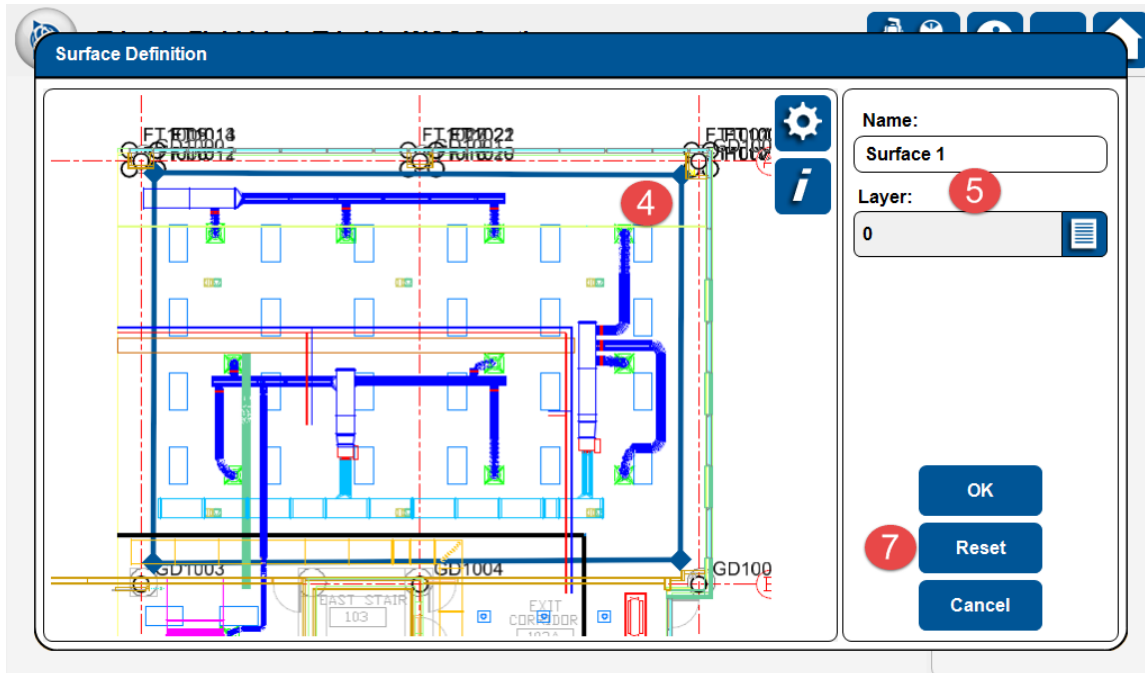 Surface Definition
Name:
Surface 1
4
5
Layer:
0
OK
7
Reset
Cancel
GD1003
GD1004
GD100
EAST STAIR
103
EXIT
CORRIDOR